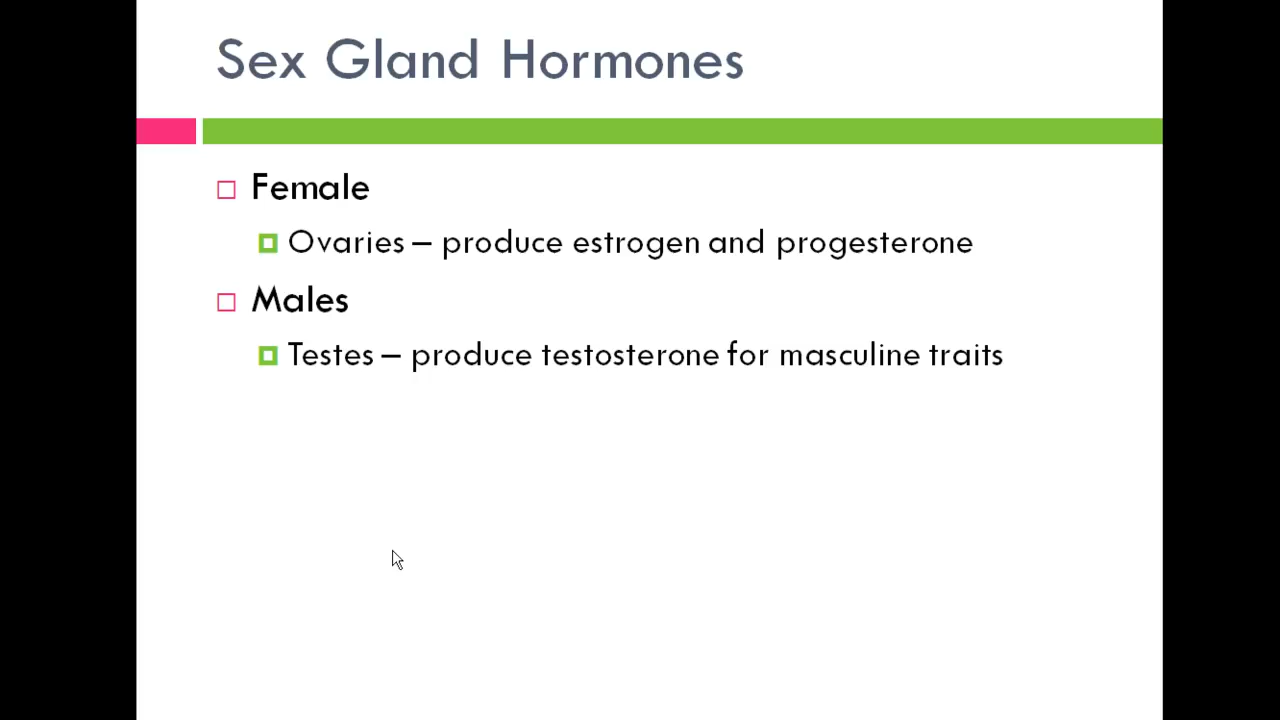 Sex Gland Hormones
Female
Ovaries – produce estrogen and progesterone
Males
Testes – produce testosterone for masculine traits